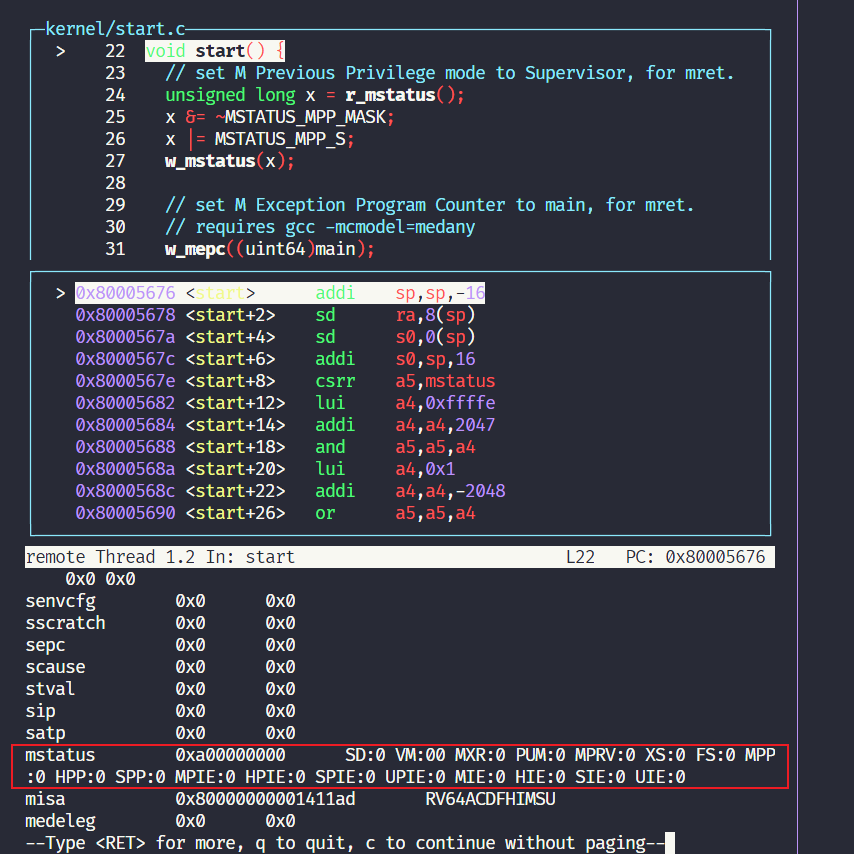 kernel/start.c
> 22 void start() {
23 // set M Previous Privilege mode to Supervisor, for mret.
24 unsigned long x = r_mstatus();
25 x &= ~MSTATUS_MPP_MASK;
26 x |= MSTATUS_MPP_S;
27 w_mstatus(x);
28
29 // set M Exception Program Counter to main, for mret.
30 // requires gcc -mcmodel=medany
31 w_mepc((uint64)main);
> 0x80005676 <start> addi sp,sp,-16
0x80005678 <start+2> sd ra,8(sp)
0x8000567a <start+4> sd s0,0(sp)
0x8000567c <start+6> addi s0,sp,16
0x8000567e <start+8> csrr a5,mstatus
0x80005682 <start+12> lui a4,0xffffe
0x80005684 <start+14> addi a4,a4,2047
0x80005688 <start+18> and a5,a5,a4
0x8000568a <start+20> lui a4,0x1
0x8000568c <start+22> addi a4,a4,-2048
0x80005690 <start+26> or a5,a5,a4
remote Thread 1.2 In: start L22 PC: 0x80005676
0x0 0x0
senvcfg 0x0 0x0
sscratch 0x0 0x0
sepc 0x0 0x0
scause 0x0 0x0
stval 0x0 0x0
sip 0x0 0x0
satp 0x0 0x0
mstatus 0xa00000000 SD:0 VM:00 MXR:0 PUM:0 MPRV:0 XS:0 FS:0 MPP
:0 HPP:0 SPP:0 MPIE:0 HPIE:0 SPIE:0 UPIE:0 MIE:0 HIE:0 SIE:0 UIE:0
misa 0x80000000001411ad RV64ACDFHIMSU
medeleg 0x0 0x0
--Type <RET> for more, q to quit, c to continue without paging--